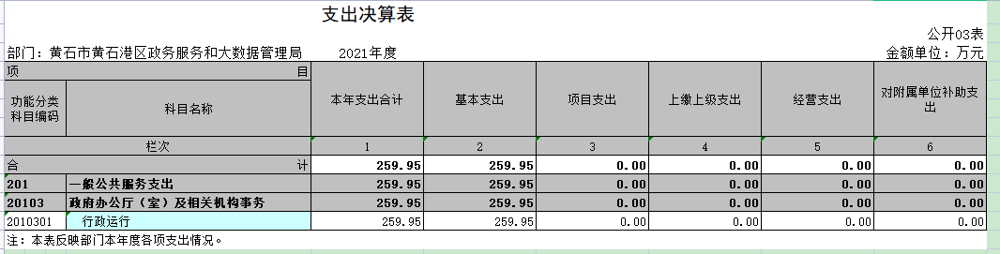 支出决算表
公开03表
部门：黄石市黄石港区政务服务和大数据管理局 2021年度 金额单位：万元
项 目 本年支出合计 基本支出 项目支出 上缴上级支出 经营支出 对附属单位补助支出
功能分类科目编码 科目名称
栏次 1 2 3 4 5 6
合 计 259.95 259.95 0.00 0.00 0.00 0.00
201 一般公共服务支出 259.95 259.95 0.00 0.00 0.00 0.00
20103 政府办公厅（室）及相关机构事务 259.95 259.95 0.00 0.00 0.00 0.00
2010301 行政运行 259.95 259.95 0.00 0.00 0.00 0.00
注：本表反映部门本年度各项支出情况。